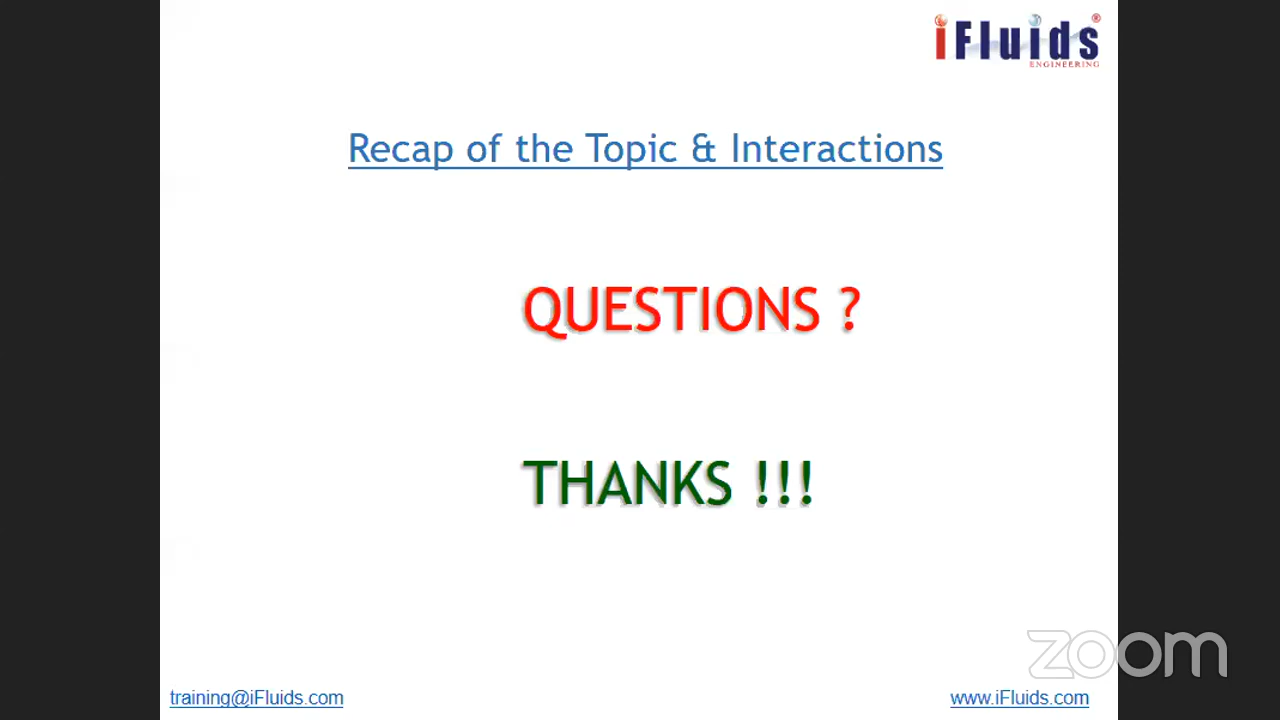 iFluids®
ENGINEERING
Recap of the Topic & Interactions
QUESTIONS ?
THANKS !!!
zoom
training@iFluids.com
www.iFluids.com